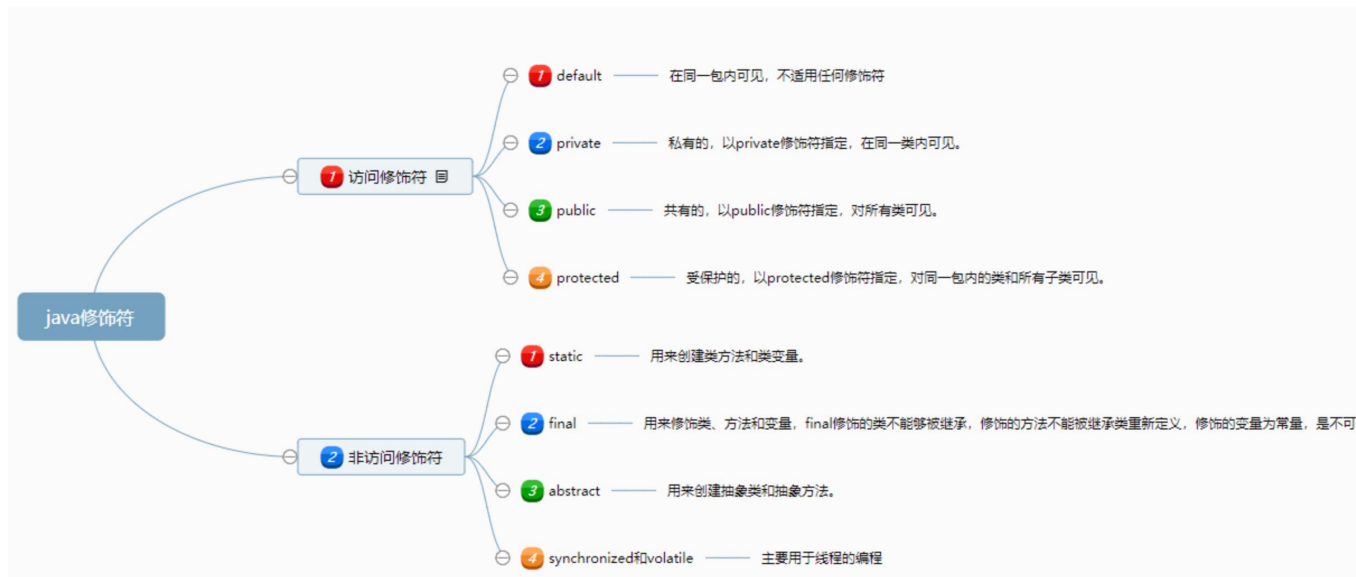 java修饰符
1 访问修饰符
1 default 在同一包内可见，不适用任何修饰符
2 private 私有的，以private修饰符指定，在同一类内可见。
3 public 共有的，以public修饰符指定，对所有类可见。
4 protected 受保护的，以protected修饰符指定，对同一包内的类和所有子类可见。
2 非访问修饰符
1 static 用来创建类方法和类变量。
2 final 用来修饰类、方法和变量，final修饰的类不能够被继承，修饰的方法不能被继承类重新定义，修饰的变量为常量，是不可
3 abstract 用来创建抽象类和抽象方法。
4 synchronized和volatile 主要用于线程的编程